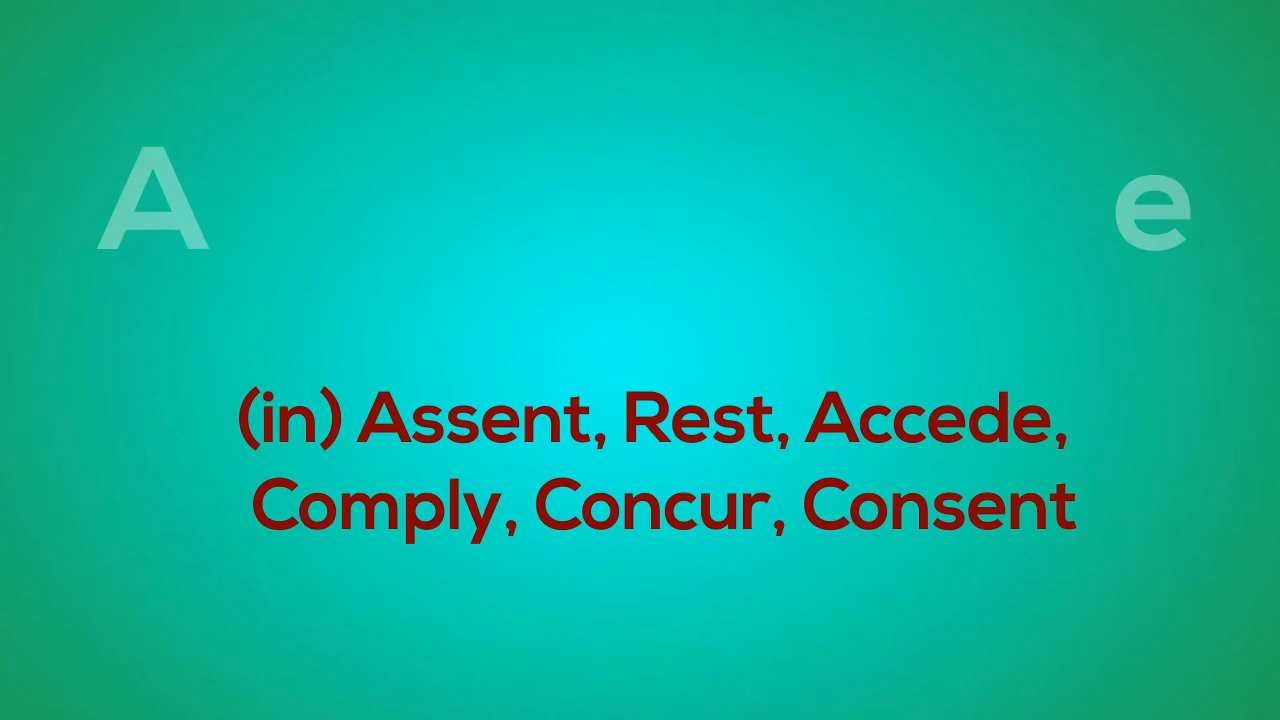 A e
(in) Assent, Rest, Accede,
Comply, Concur, Consent